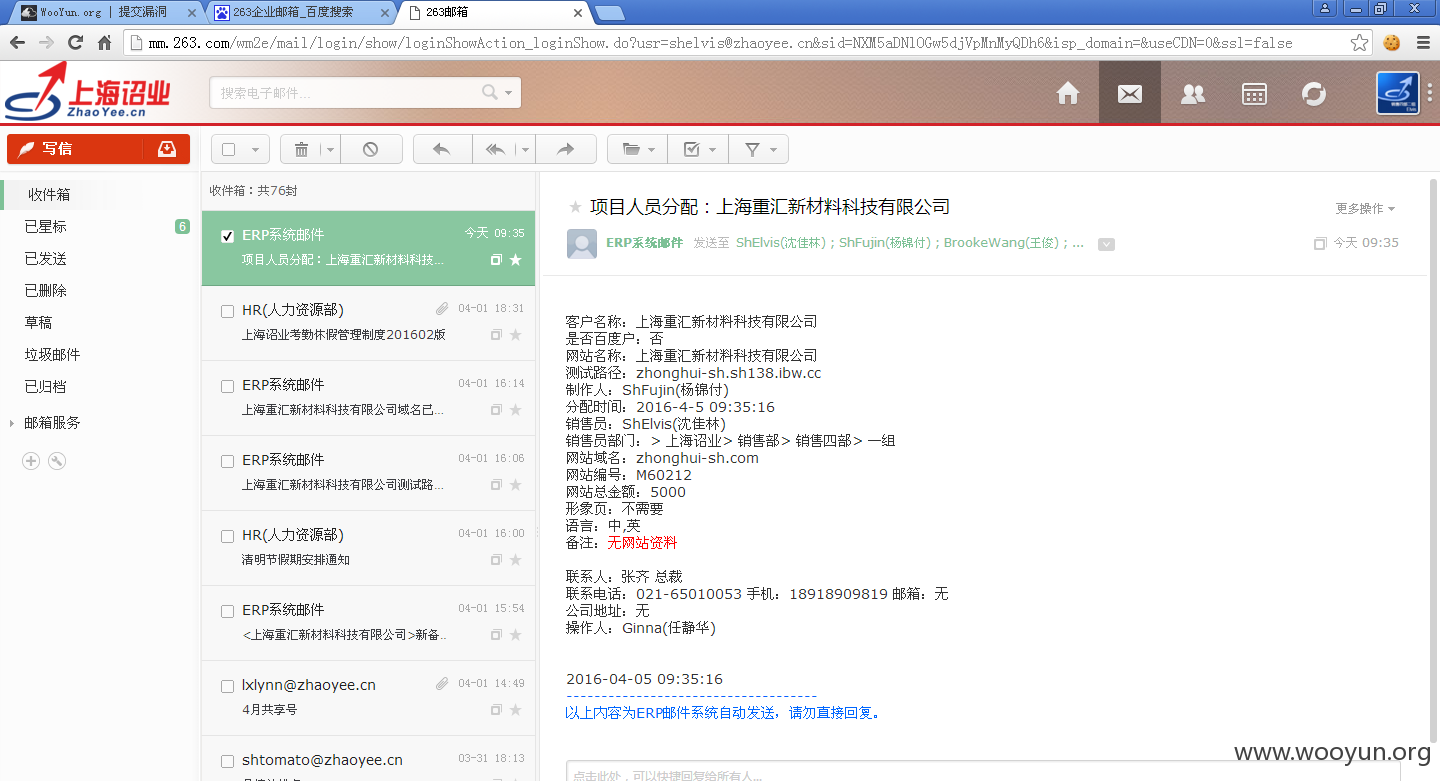 WooYun.org | 提交漏洞
263企业邮箱_百度搜索
263邮箱
mm.263.com/wm2e/mail/login/show/loginShowAction_loginShow.do?usr=shelvis@zhaoyee.cn&sid=NXM5aDNlOGw5djVpMnMyQDh6&isp_domain=&useCDN=0&ssl=false
上海诏业
ZhaoYee.cn
搜索电子邮件...
写信
收件箱
已星标 6
已发送
已删除
草稿
垃圾邮件
已归档
邮箱服务
收件箱：共76封
ERP系统邮件 今天 09:35
项目人员分配：上海重汇新材料科技...
HR(人力资源部) 04-01 18:31
上海诏业考勤休假管理制度201602版
ERP系统邮件 04-01 16:14
上海重汇新材料科技有限公司域名已...
ERP系统邮件 04-01 16:06
上海重汇新材料科技有限公司测试路...
HR(人力资源部) 04-01 16:00
清明节假期安排通知
ERP系统邮件 04-01 15:54
<上海重汇新材料科技有限公司>新备..
lxlynn@zhaoyee.cn 04-01 14:49
4月共享号
shtomato@zhaoyee.cn 03-31 18:13
项目人员分配：上海重汇新材料科技有限公司
更多操作
ERP系统邮件 发送至 ShElvis(沈佳林)；ShFujin(杨锦付)；BrookeWang(王俊)；...
今天 09:35
客户名称：上海重汇新材料科技有限公司
是否百度户：否
网站名称：上海重汇新材料科技有限公司
测试路径：zhonghui-sh.sh138.ibw.cc
制作人：ShFujin(杨锦付)
分配时间：2016-4-5 09:35:16
销售员：ShElvis(沈佳林)
销售员部门：> 上海诏业> 销售部> 销售四部> 一组
网站域名：zhonghui-sh.com
网站编号：M60212
网站总金额：5000
形象页：不需要
语言：中,英
备注：无网站资料
联系人：张齐 总裁
联系电话：021-65010053 手机：18918909819 邮箱：无
公司地址：无
操作人：Ginna(任静华)
2016-04-05 09:35:16
------------------------------------
以上内容为ERP邮件系统自动发送，请勿直接回复。
点击此处，可以快捷回复给所有人...
www.wooyun.org